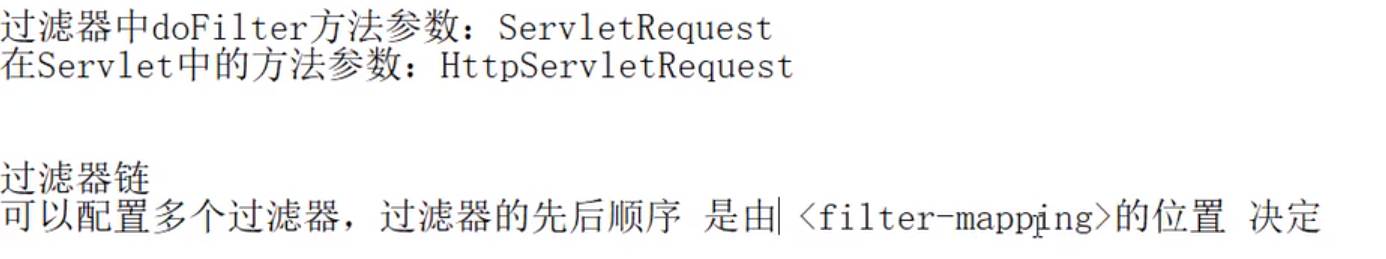 过滤器中doFilter方法参数：ServletRequest
在Servlet中的方法参数：HttpServletRequest
过滤器链
可以配置多个过滤器，过滤器的先后顺序 是由 <filter-mapping>的位置 决定